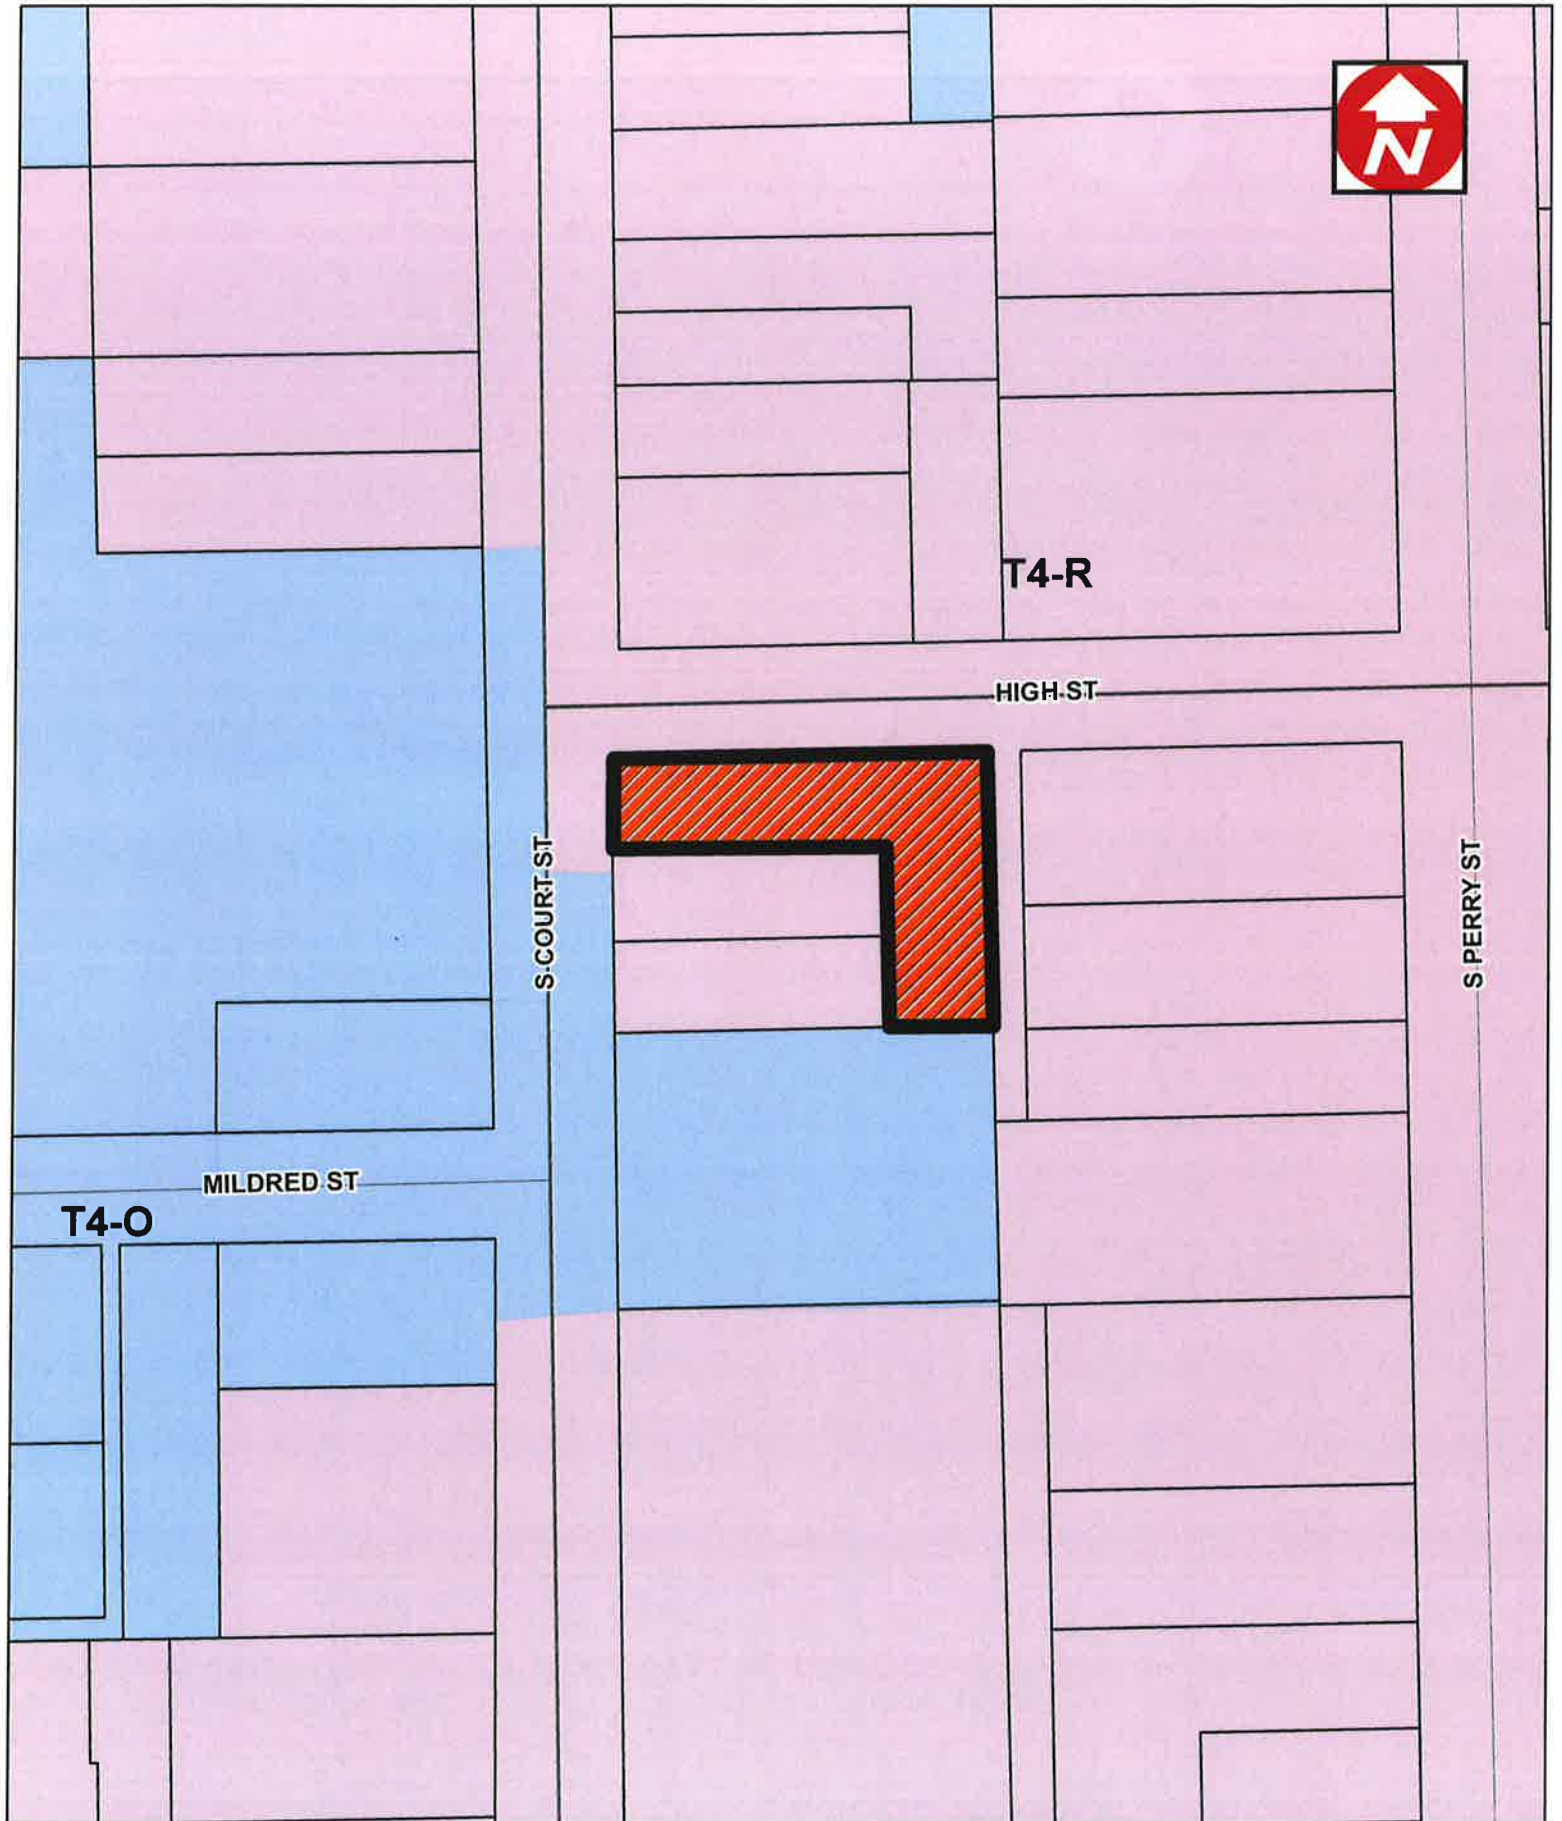 N
T4-R
HIGH ST
S COURT ST
S PERRY ST
MILDRED ST
T4-O